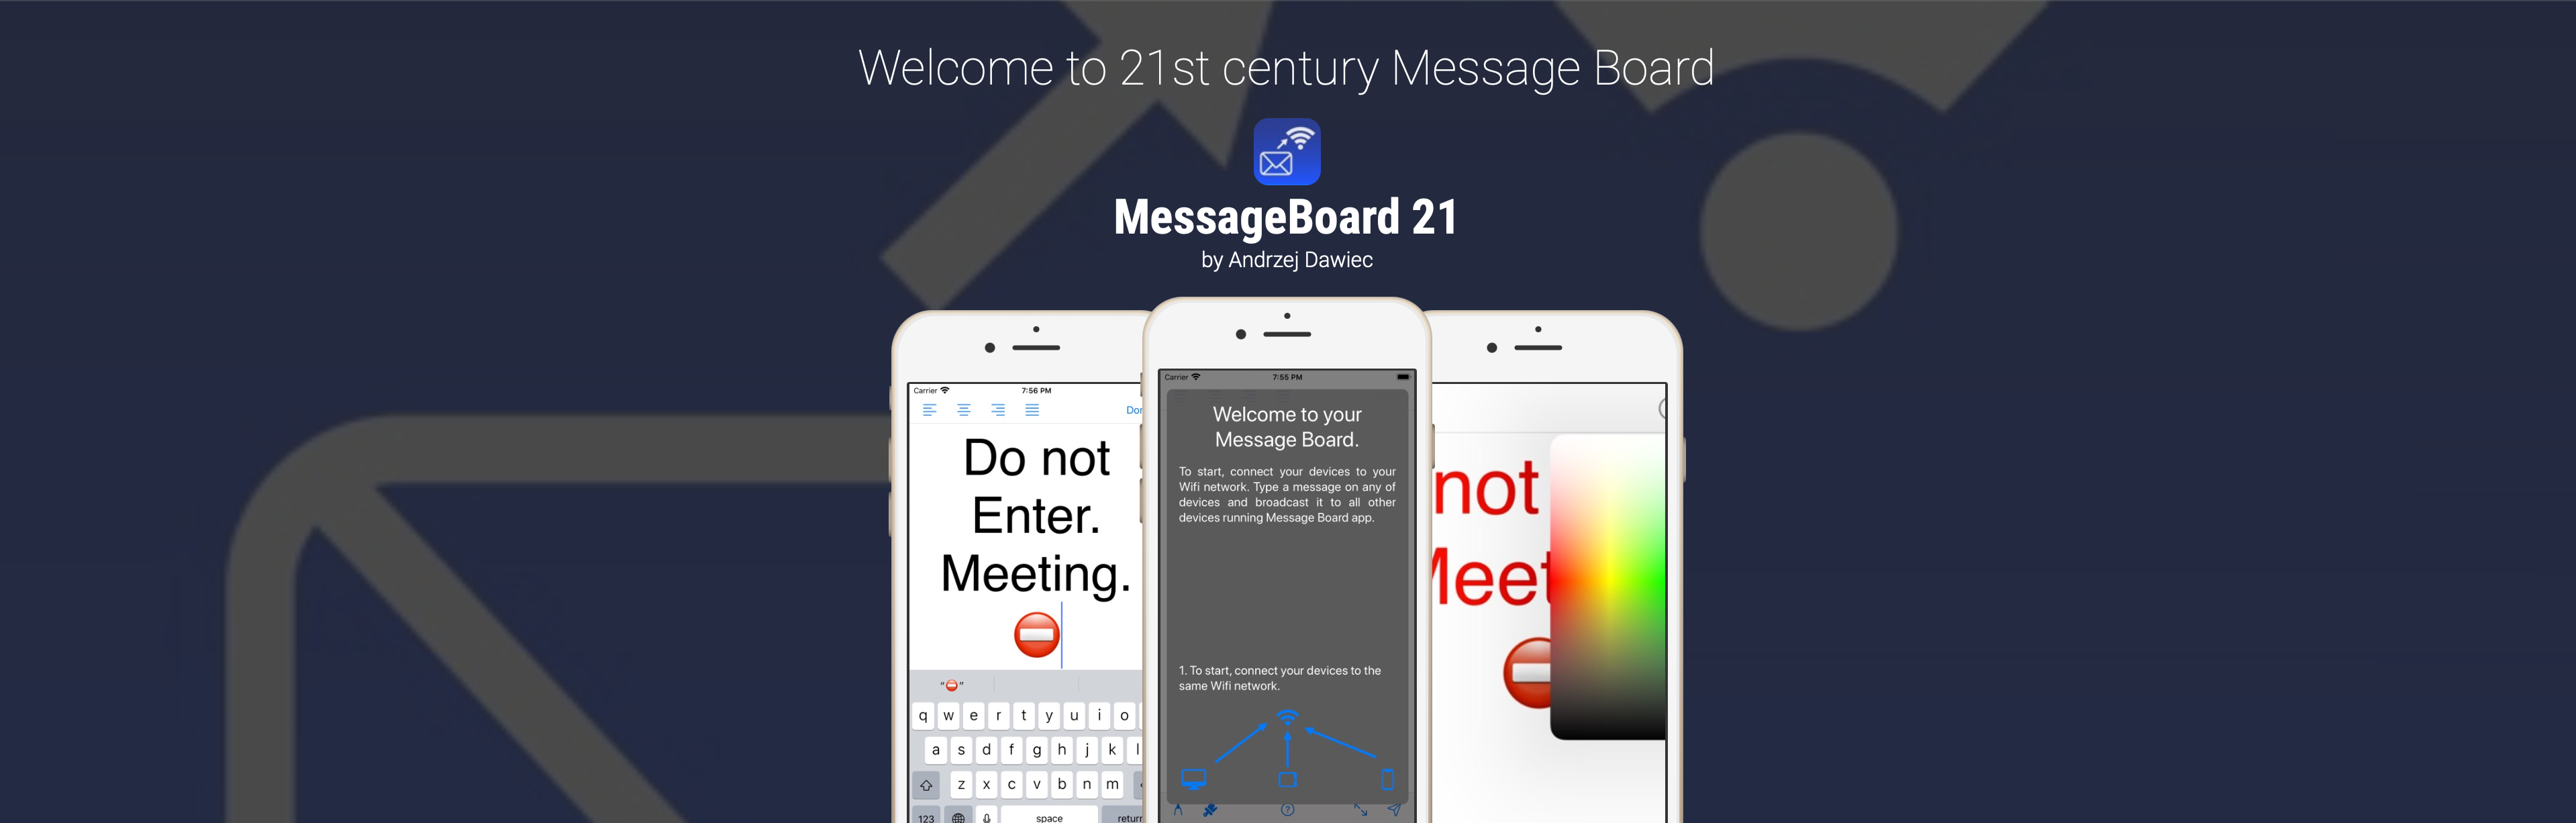 Welcome to 21st century Message Board
MessageBoard 21
by Andrzej Dawiec
Carrier
7:56 PM
Do not
Enter.
Meeting.
"⛔"
q w e r t y u i o
a s d f g h j k l
z x c v b n m
123
space
return
Carrier
7:55 PM
Welcome to your
Message Board.
To start, connect your devices to your
Wifi network. Type a message on any of
devices and broadcast it to all other
devices running Message Board app.
1. To start, connect your devices to the
same Wifi network.
not